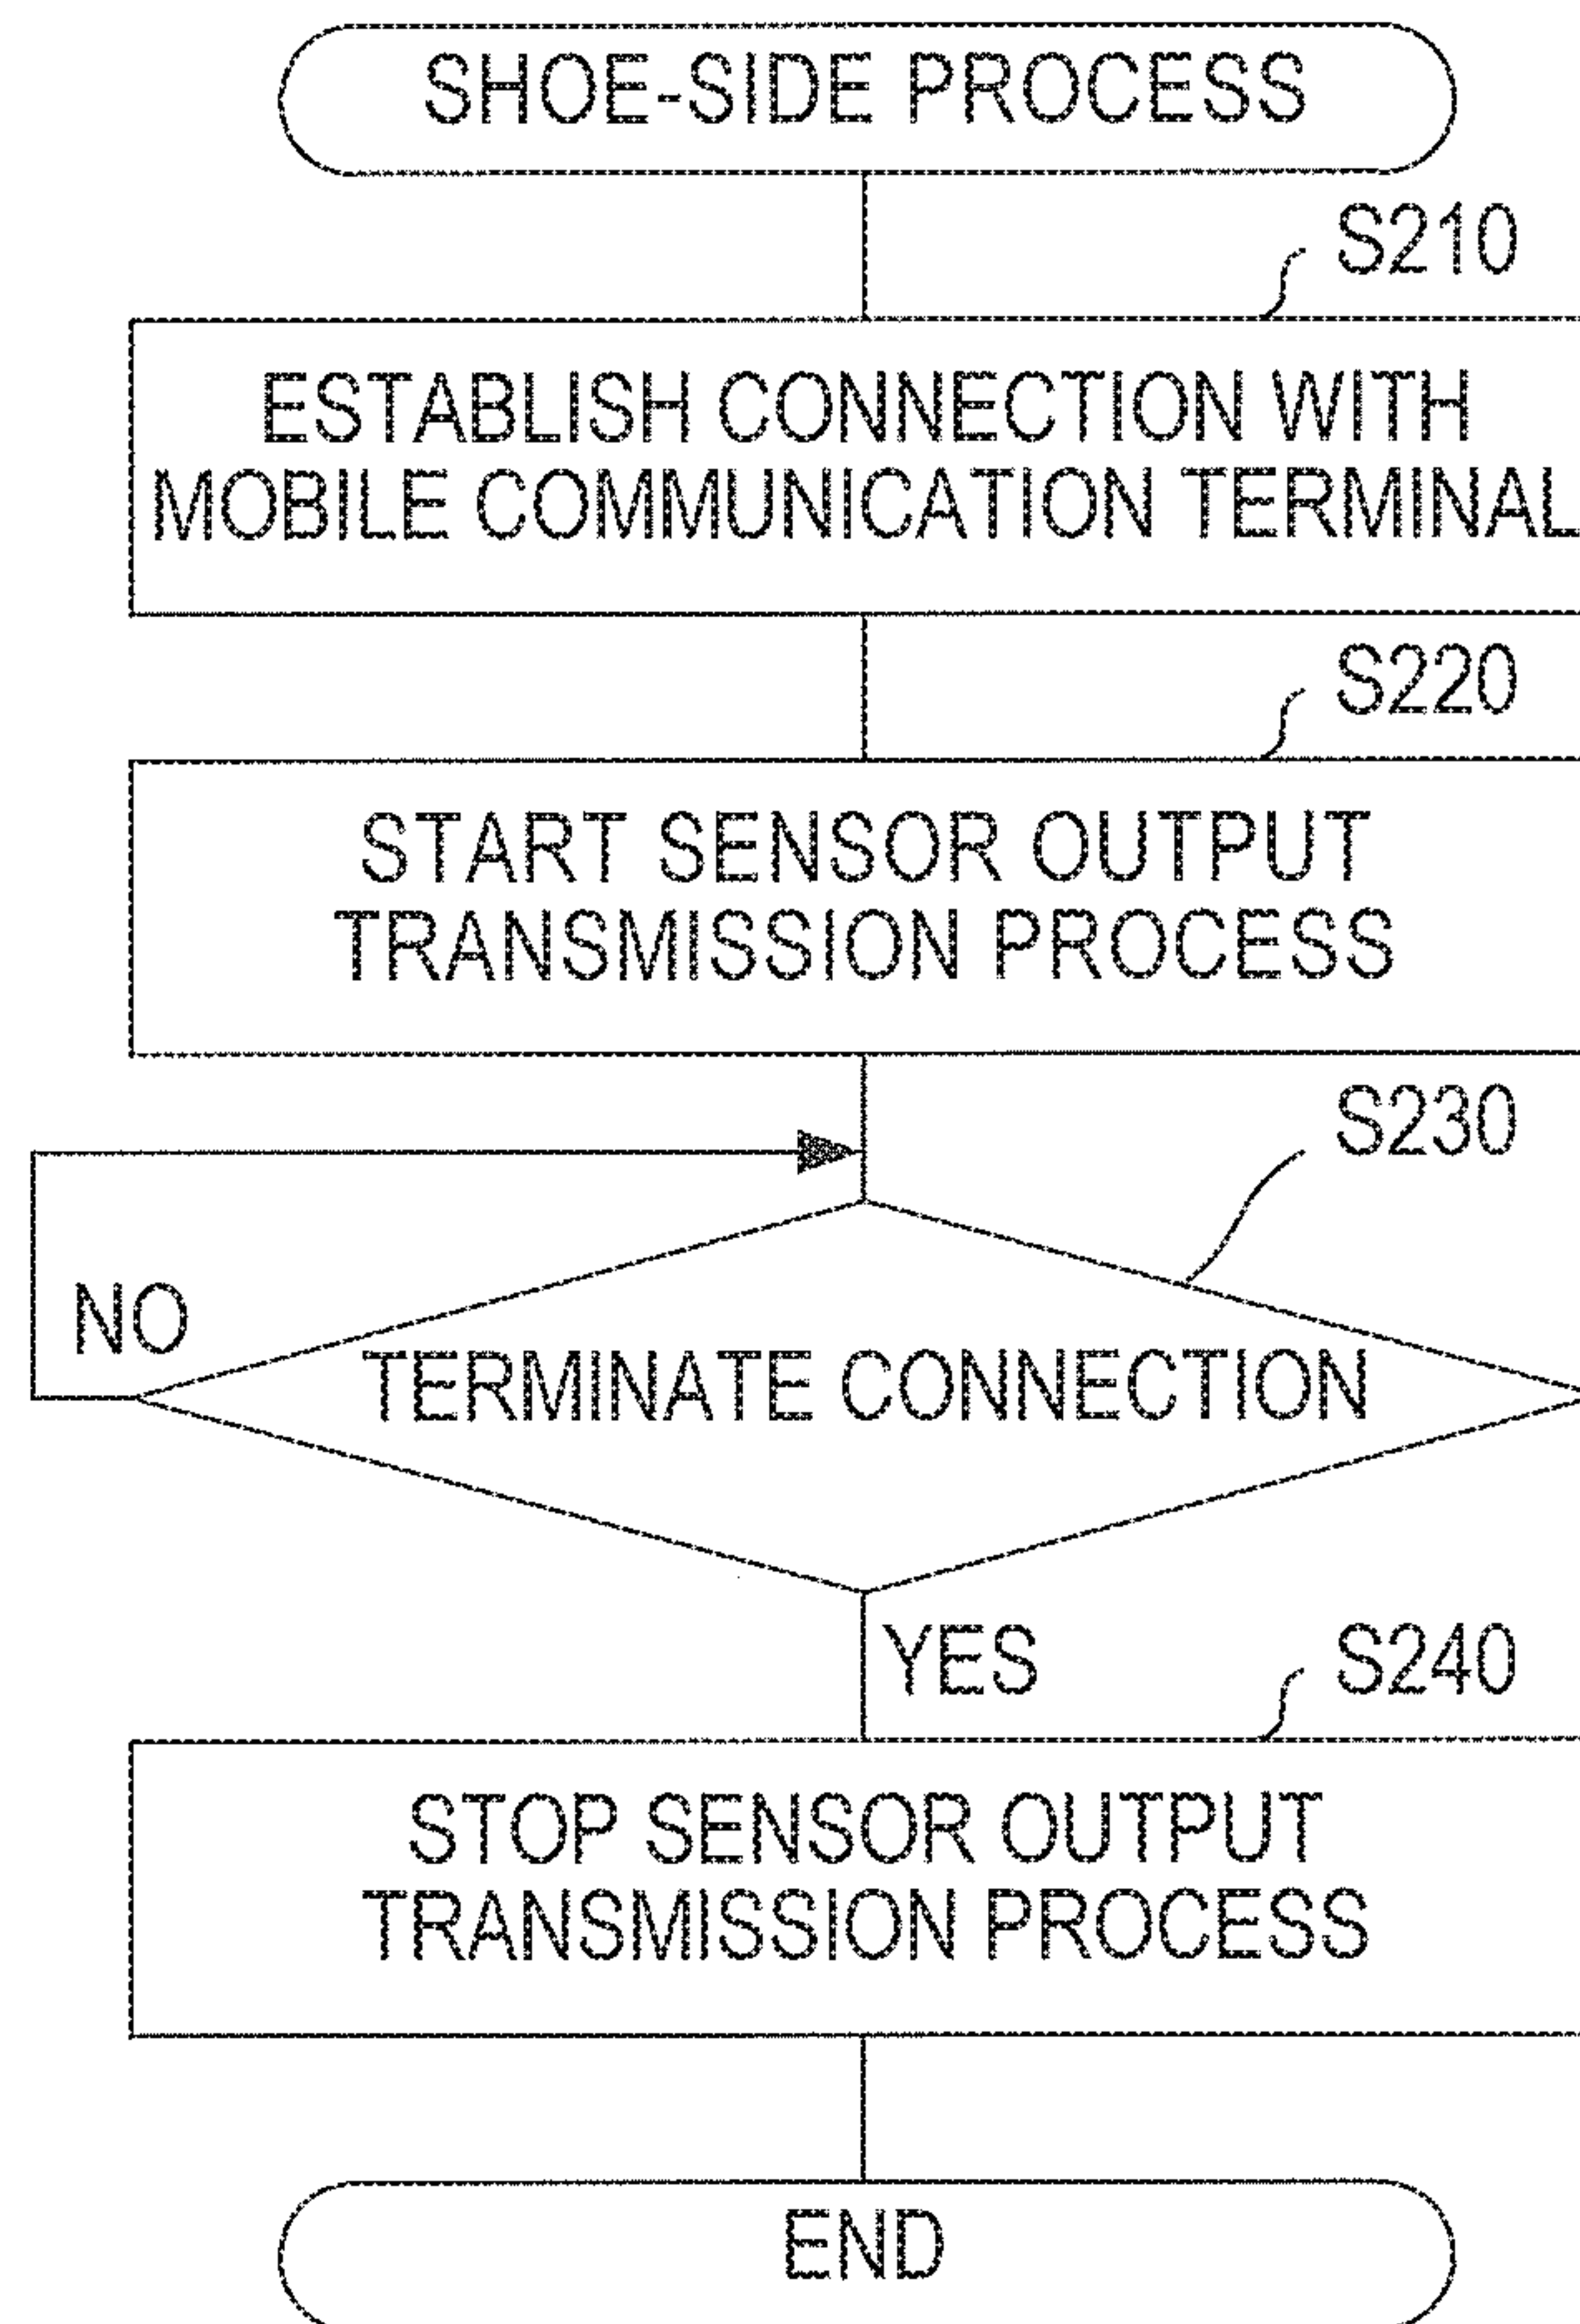 SHOE-SIDE PROCESS
S210
ESTABLISH CONNECTION WITH
MOBILE COMMUNICATION TERMINAL
S220
START SENSOR OUTPUT
TRANSMISSION PROCESS
S230
NO
TERMINATE CONNECTION
YES
S240
STOP SENSOR OUTPUT
TRANSMISSION PROCESS
END